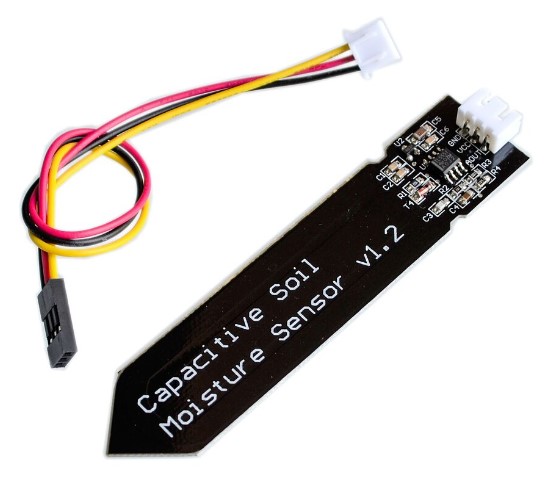 Capacitive Soil
Moisture Sensor v1.2
C5
C6
U2
GND
VCC
AOUT
C1
C2
R1
T1
R2
R3
R4
C3
C4